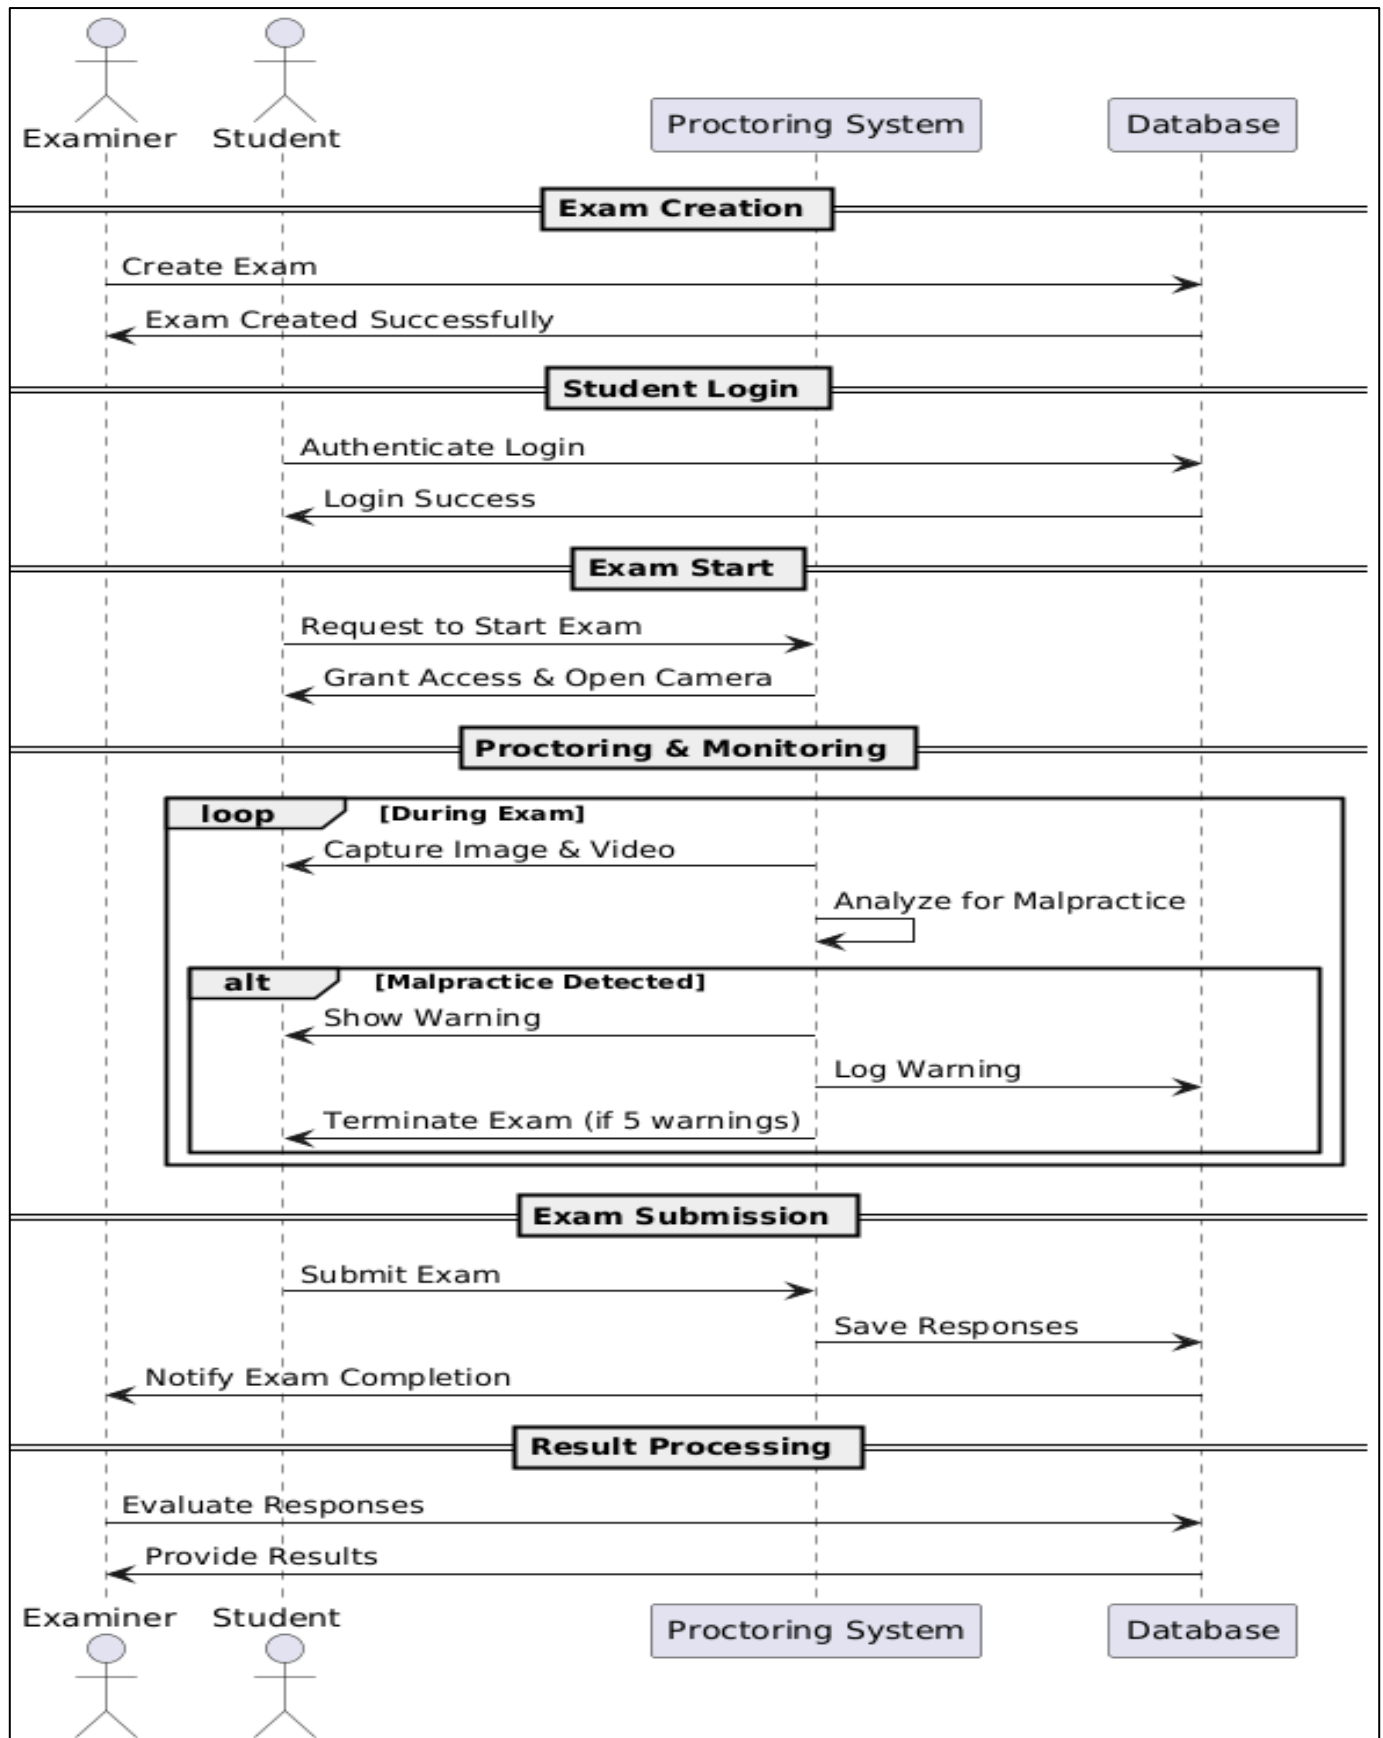 Examiner
Student
Proctoring System
Database
Exam Creation
Create Exam
Exam Created Successfully
Student Login
Authenticate Login
Login Success
Exam Start
Request to Start Exam
Grant Access & Open Camera
Proctoring & Monitoring
loop [During Exam]
Capture Image & Video
Analyze for Malpractice
alt [Malpractice Detected]
Show Warning
Log Warning
Terminate Exam (if 5 warnings)
Exam Submission
Submit Exam
Save Responses
Notify Exam Completion
Result Processing
Evaluate Responses
Provide Results
Examiner
Student
Proctoring System
Database